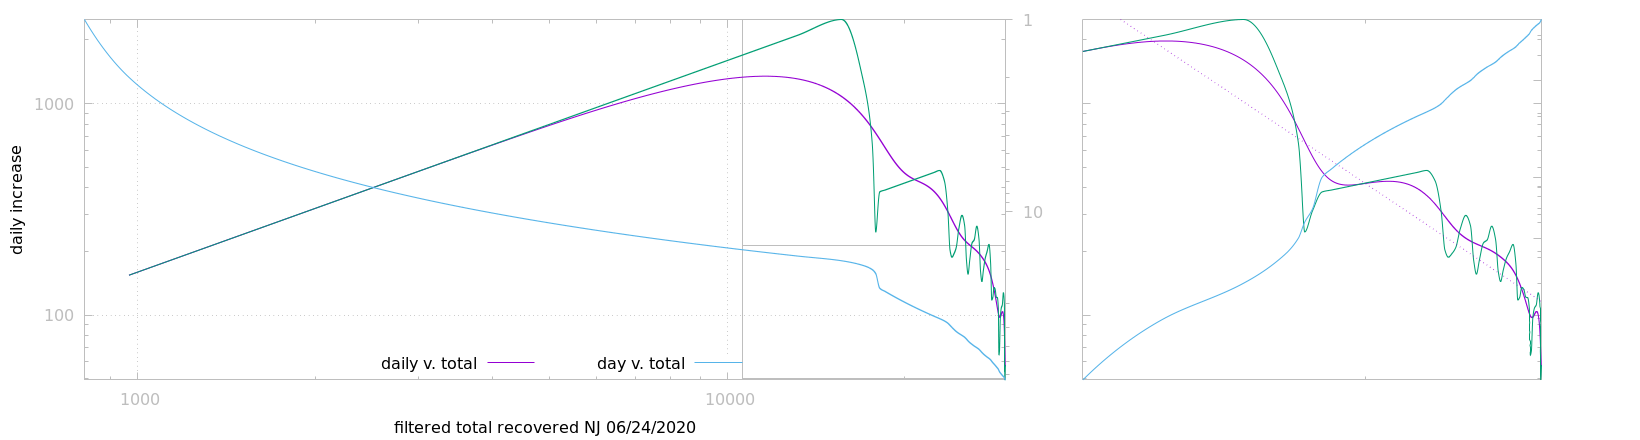 1
1000
10
daily increase
100
daily v. total
day v. total
1000
10000
filtered total recovered NJ 06/24/2020